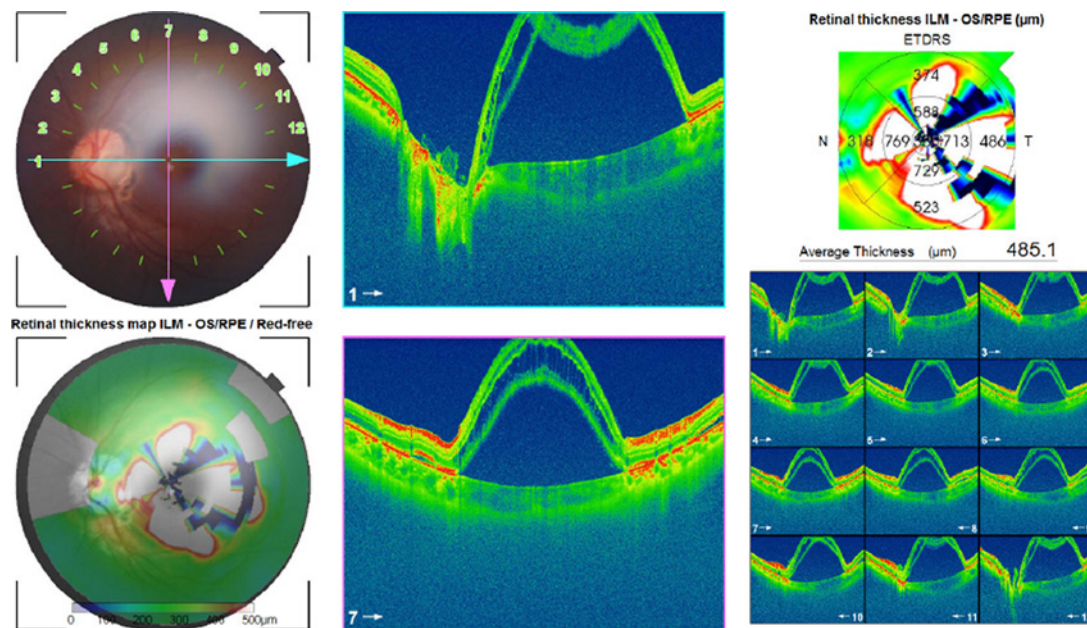 7
6
8
5
9
4
10
3
11
2
12
1
1 →
Retinal thickness ILM - OS/RPE (µm)
ETDRS
374
588
N 318 769 713 486 T
729
523
Average Thickness (µm) 485.1
Retinal thickness map ILM - OS/RPE / Red-free
0 100 200 300 400 500µm
7 →
1 → 2 → 3 →
4 → 5 → 6 →
7 → ← 8
← 10 ← 11